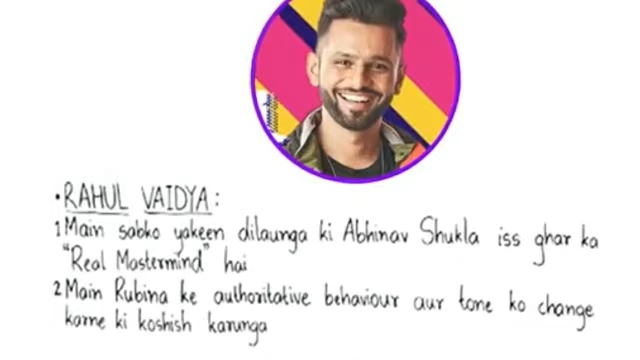 • RAHUL VAIDYA:
1 Main sabko yakeen dilaunga ki Abhinav Shukla iss ghar ka
"Real Mastermind" hai
2 Main Rubina ke authoritative behaviour aur tone ko change
karne ki koshish karunga